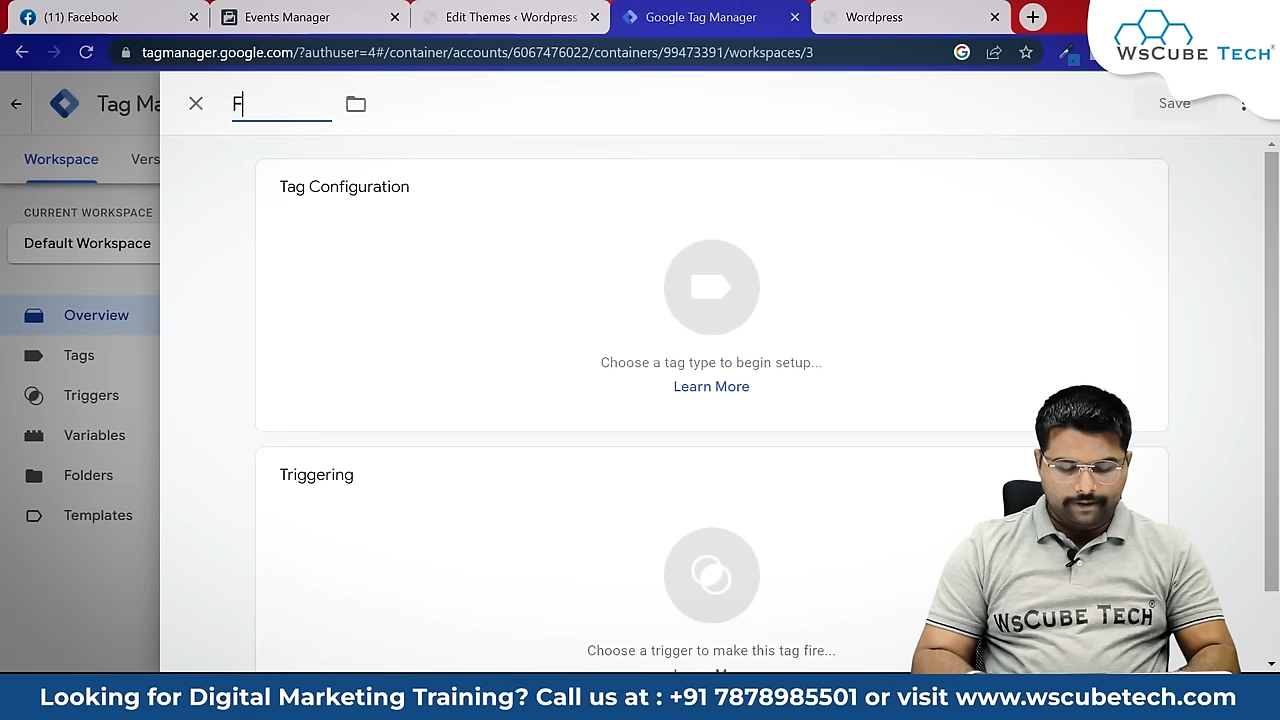 (11) Facebook
Events Manager
Edit Themes ‹ Wordpress
Google Tag Manager
Wordpress
tagmanager.google.com/?authuser=4#/container/accounts/6067476022/containers/99473391/workspaces/3
WsCube Tech®
Tag Ma
F
Save
Workspace
Vers
CURRENT WORKSPACE
Default Workspace
Overview
Tags
Triggers
Variables
Folders
Templates
Tag Configuration
Choose a tag type to begin setup...
Learn More
Triggering
Choose a trigger to make this tag fire...
WsCube Tech®
Looking for Digital Marketing Training? Call us at : +91 7878985501 or visit www.wscubetech.com